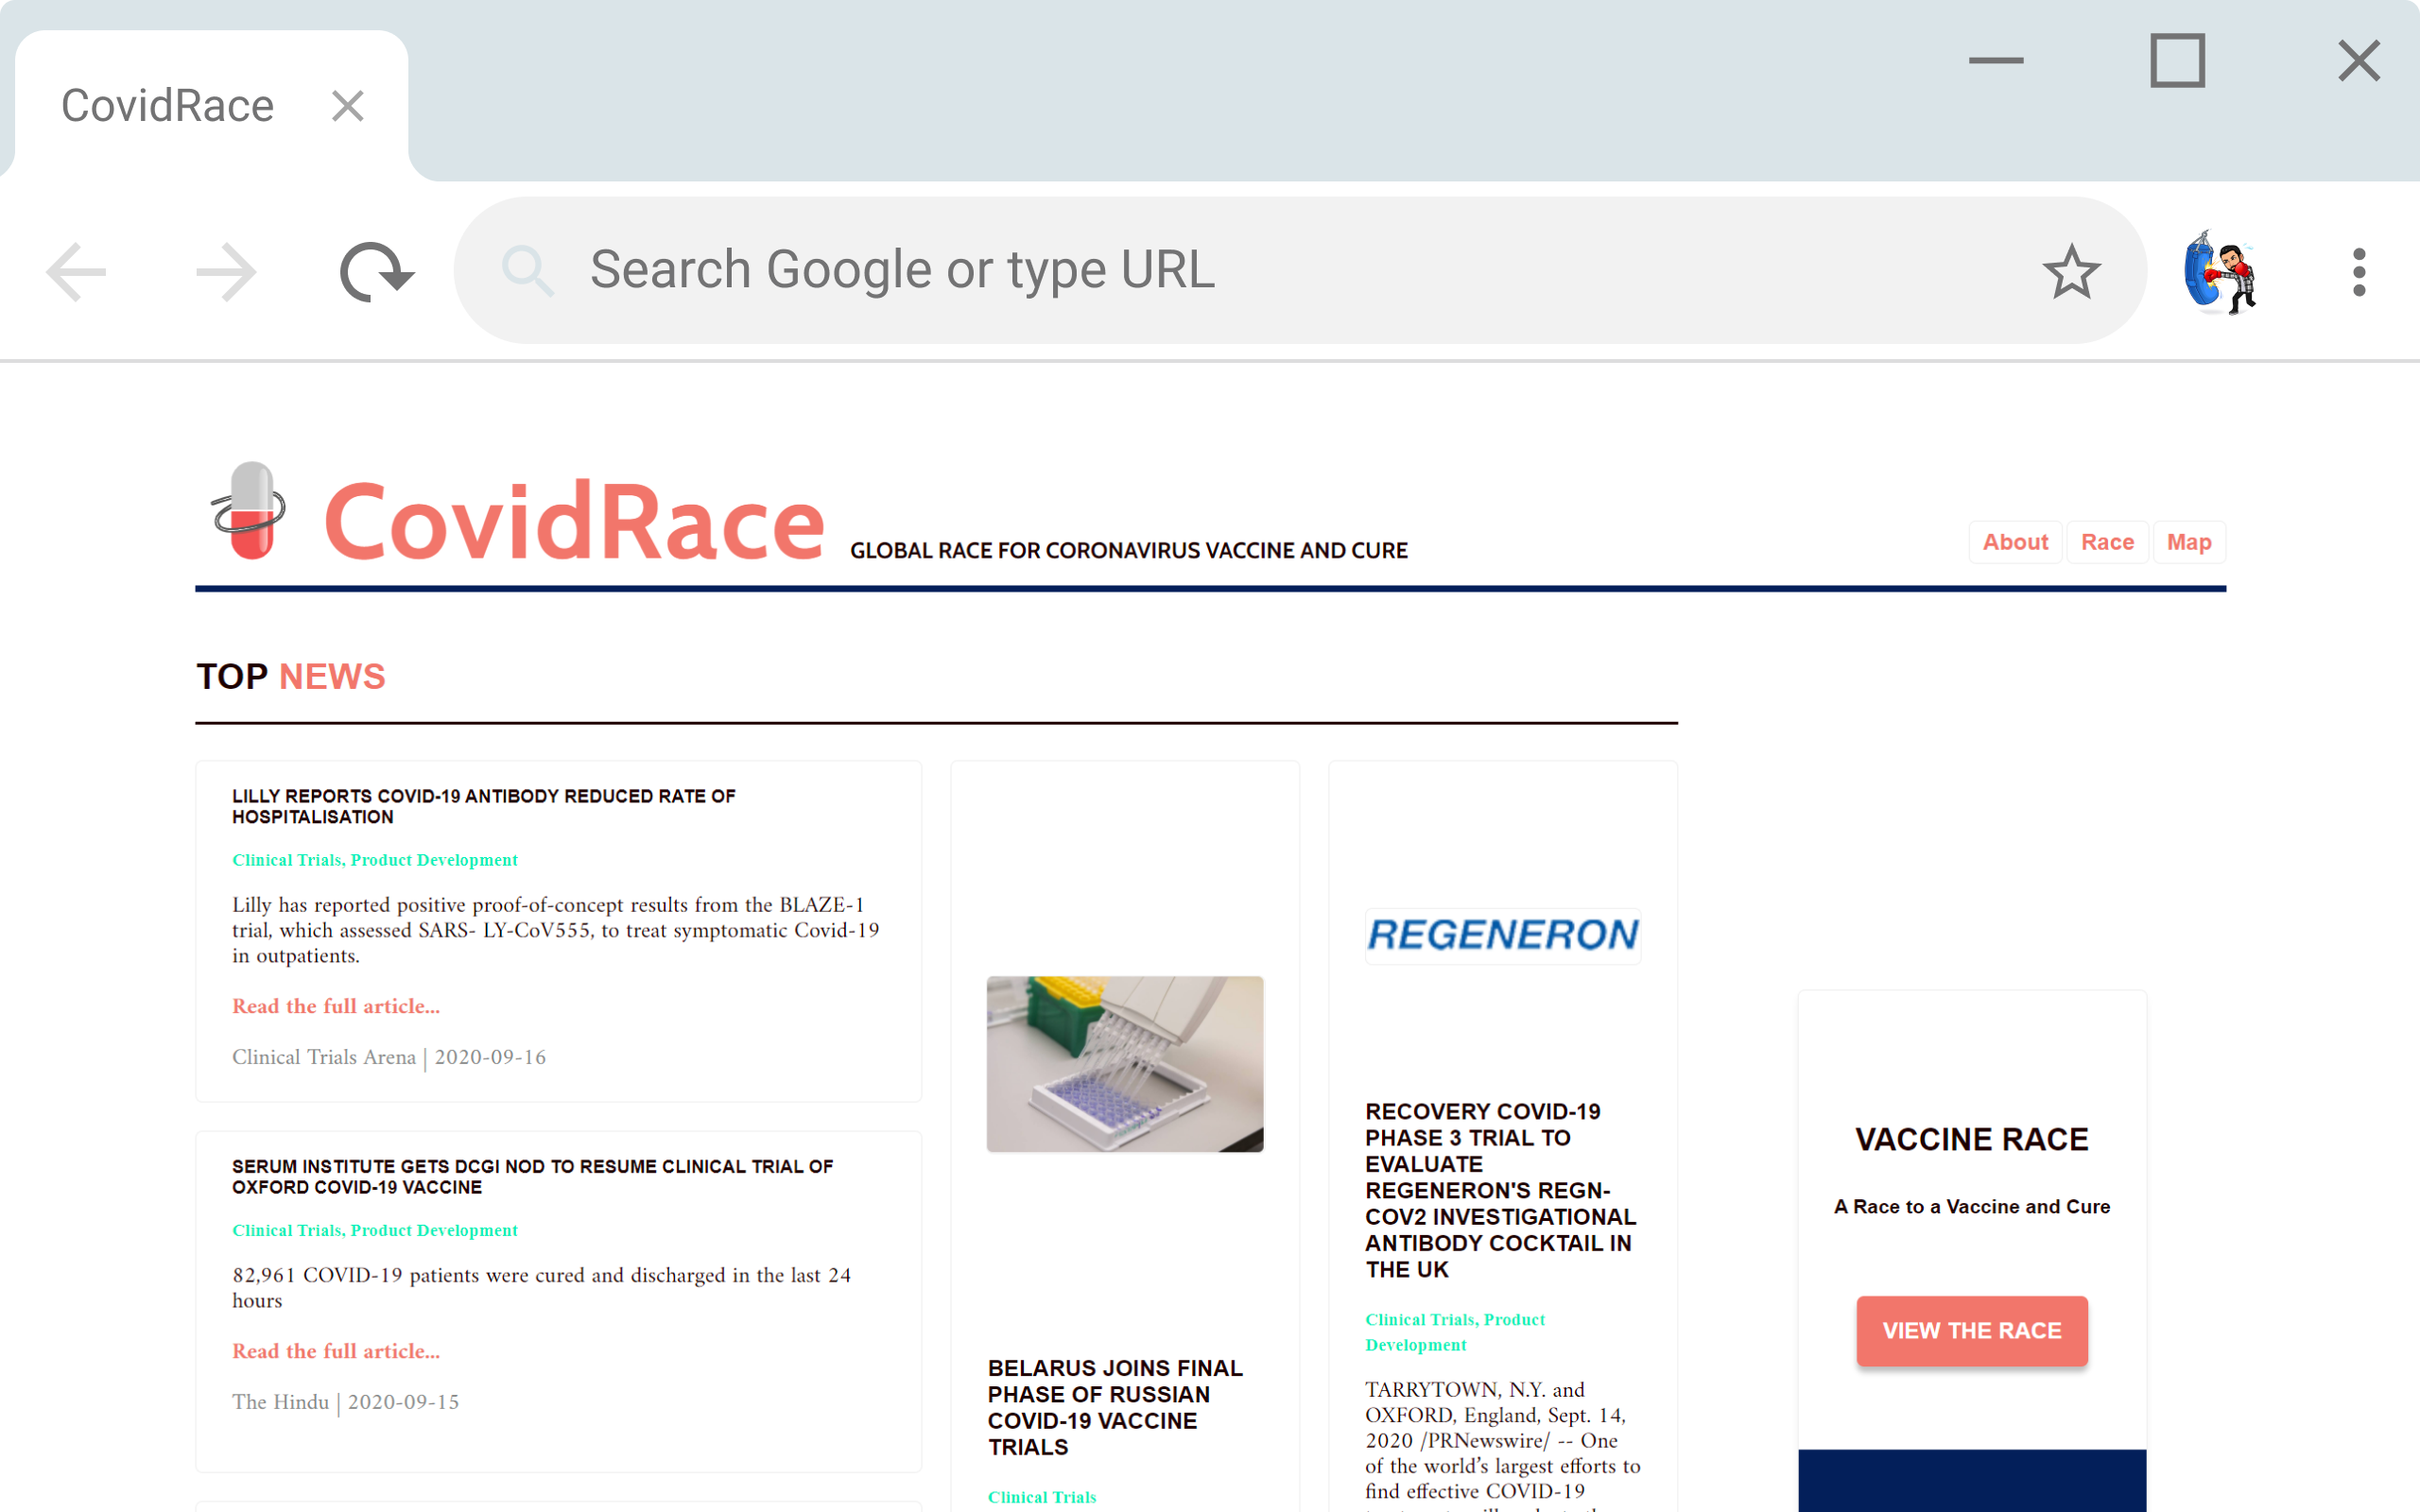 CovidRace
Search Google or type URL
CovidRace
GLOBAL RACE FOR CORONAVIRUS VACCINE AND CURE
About
Race
Map
TOP NEWS
LILLY REPORTS COVID-19 ANTIBODY REDUCED RATE OF
HOSPITALISATION
Clinical Trials, Product Development
Lilly has reported positive proof-of-concept results from the BLAZE-1
trial, which assessed SARS- LY-CoV555, to treat symptomatic Covid-19
in outpatients.
Read the full article...
Clinical Trials Arena | 2020-09-16
SERUM INSTITUTE GETS DCGI NOD TO RESUME CLINICAL TRIAL OF
OXFORD COVID-19 VACCINE
Clinical Trials, Product Development
82,961 COVID-19 patients were cured and discharged in the last 24
hours
Read the full article...
The Hindu | 2020-09-15
BELARUS JOINS FINAL
PHASE OF RUSSIAN
COVID-19 VACCINE
TRIALS
Clinical Trials
REGENERON
RECOVERY COVID-19
PHASE 3 TRIAL TO
EVALUATE
REGENERON'S REGN-
COV2 INVESTIGATIONAL
ANTIBODY COCKTAIL IN
THE UK
Clinical Trials, Product
Development
TARRYTOWN, N.Y. and
OXFORD, England, Sept. 14,
2020 /PRNewswire/ -- One
of the world's largest efforts to
find effective COVID-19
VACCINE RACE
A Race to a Vaccine and Cure
VIEW THE RACE